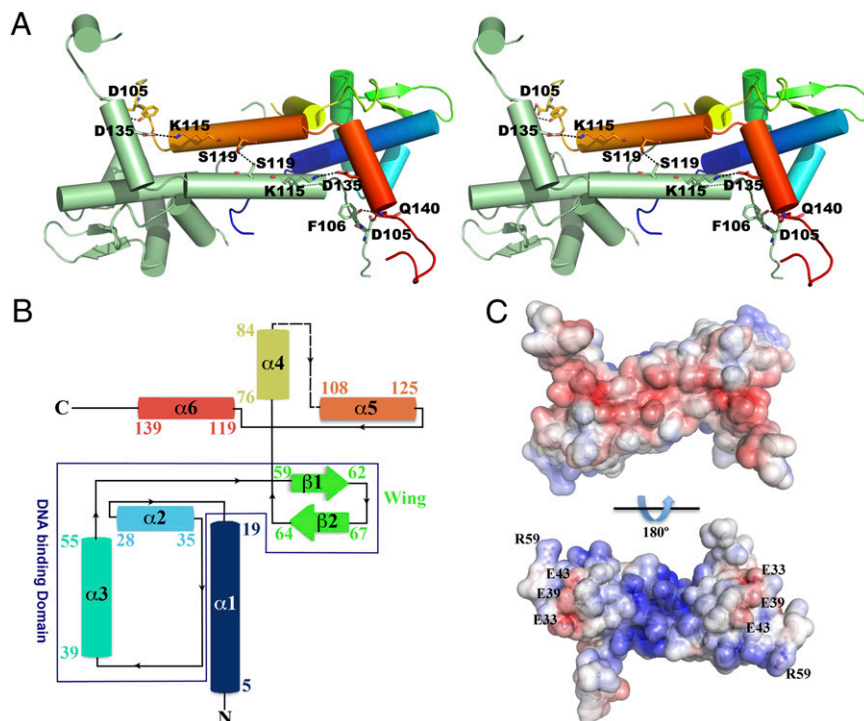 A
D105
D135
K115
S119
S119
K115
D135
Q140
F106
D105
D105
D135
K115
S119
S119
K115
D135
Q140
F106
D105
B
84
α4
76
108
125
α5
C
α6
139
119
59
62
β1
Wing
β2
64
67
DNA binding Domain
α2
28
35
19
55
α3
α1
39
5
N
C
180º
R59
E43
E39
E33
E33
E39
E43
R59